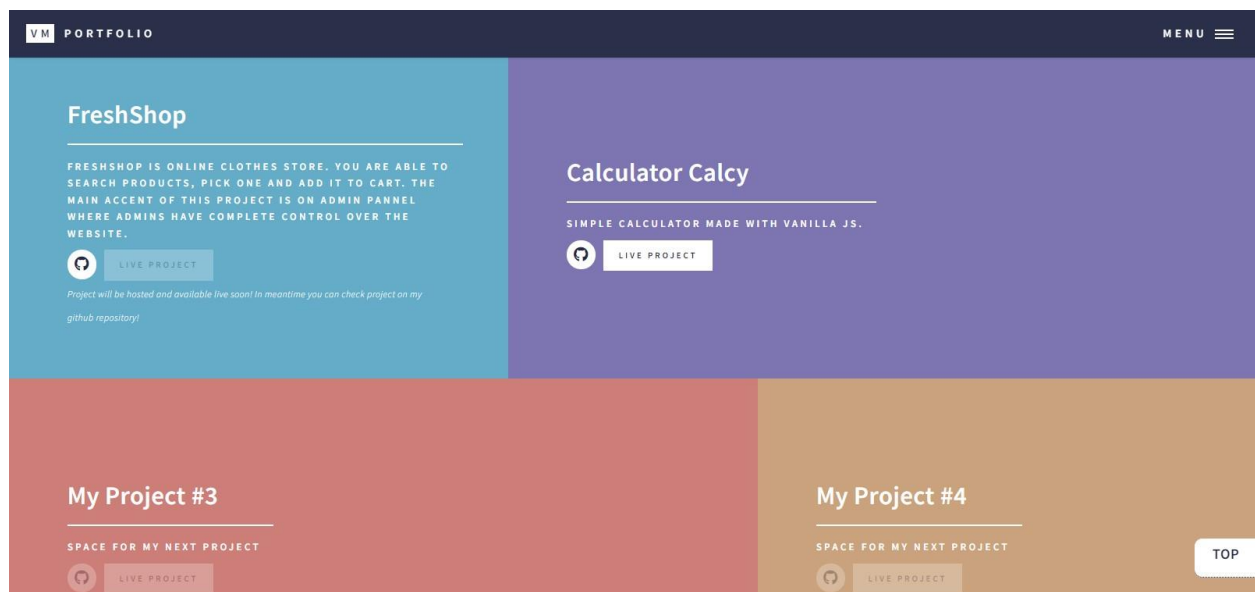 VM PORTFOLIO
MENU
FreshShop
FRESHSHOP IS ONLINE CLOTHES STORE. YOU ARE ABLE TO
SEARCH PRODUCTS, PICK ONE AND ADD IT TO CART. THE
MAIN ACCENT OF THIS PROJECT IS ON ADMIN PANNEL
WHERE ADMINS HAVE COMPLETE CONTROL OVER THE
WEBSITE.
LIVE PROJECT
Project will be hosted and available live soon! In meantime you can check project on my
github repository!
Calculator Calcy
SIMPLE CALCULATOR MADE WITH VANILLA JS.
LIVE PROJECT
My Project #3
SPACE FOR MY NEXT PROJECT
LIVE PROJECT
My Project #4
SPACE FOR MY NEXT PROJECT
LIVE PROJECT
TOP